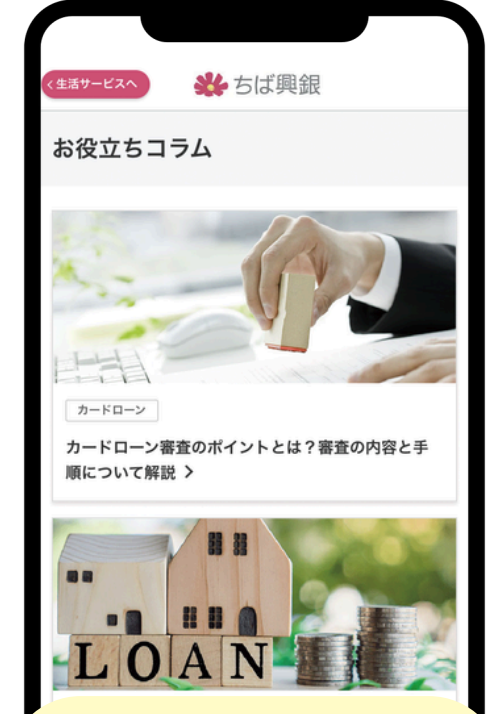 生活サービスへ
ちば興銀
お役立ちコラム
カードローン
カードローン審査のポイントとは？審査の内容と手
順について解説
LOAN